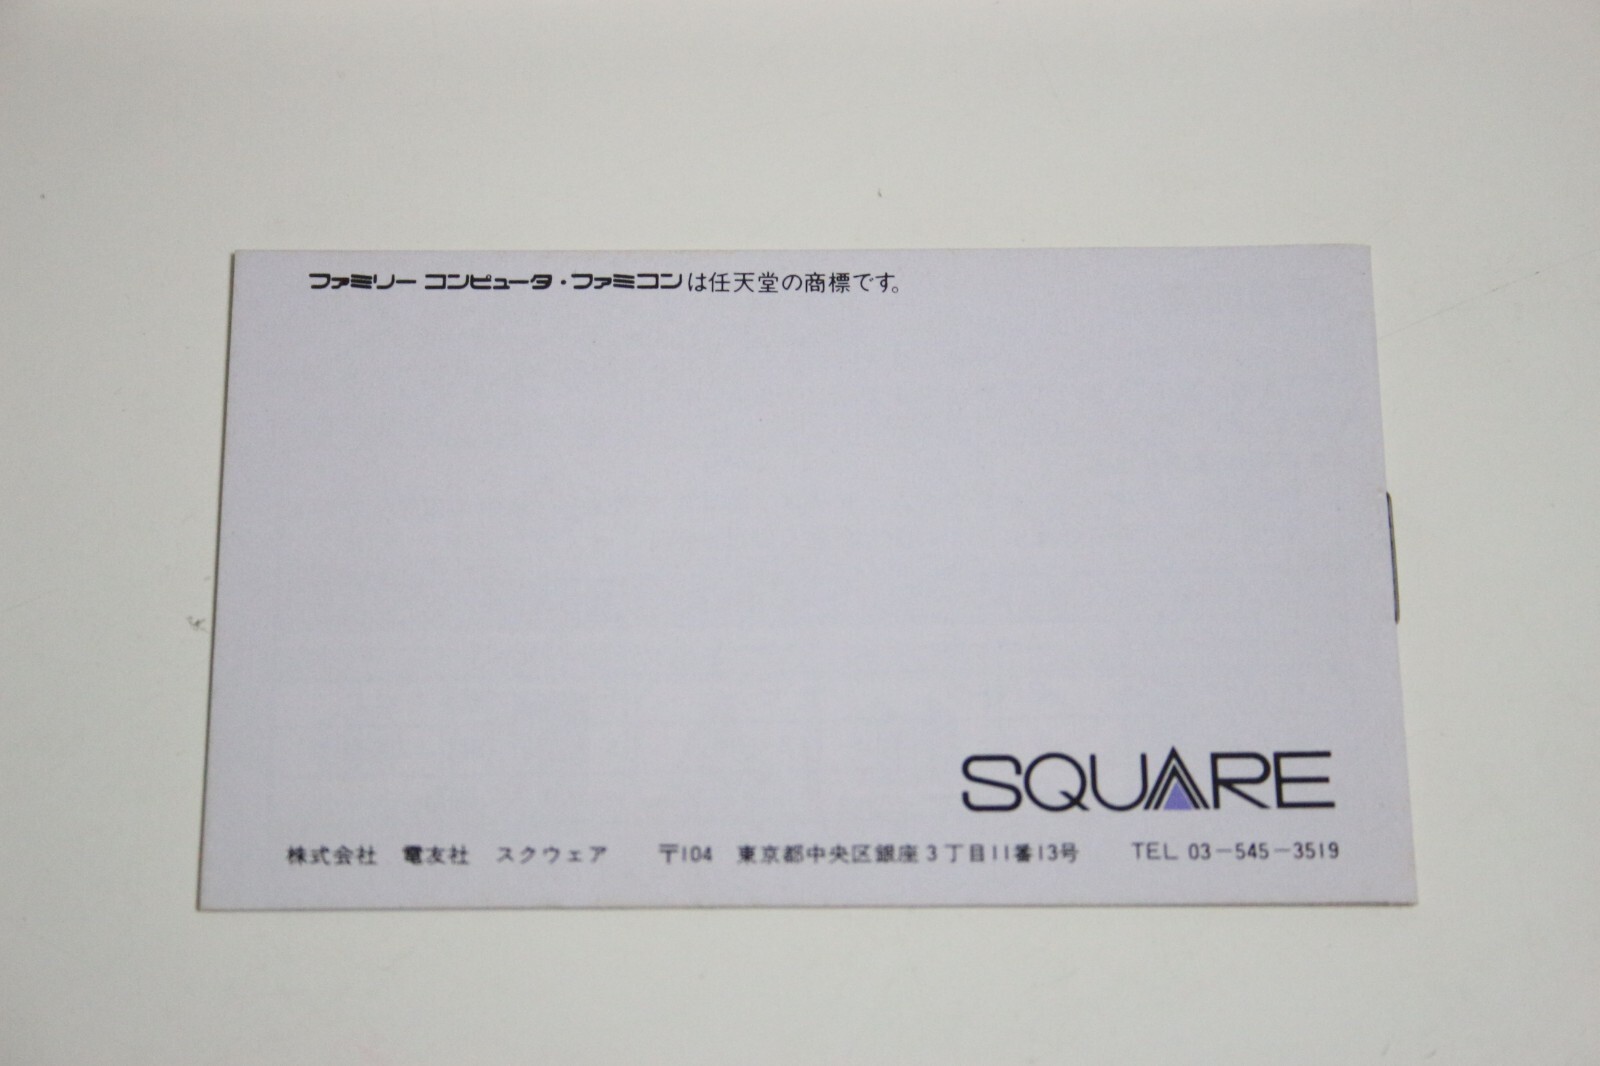 ファミリー コンピュータ・ファミコンは任天堂の商標です。
SQUARE
株式会社 電友社 スクウェア 〒104 東京都中央区銀座3丁目11番13号 TEL 03-545-3519